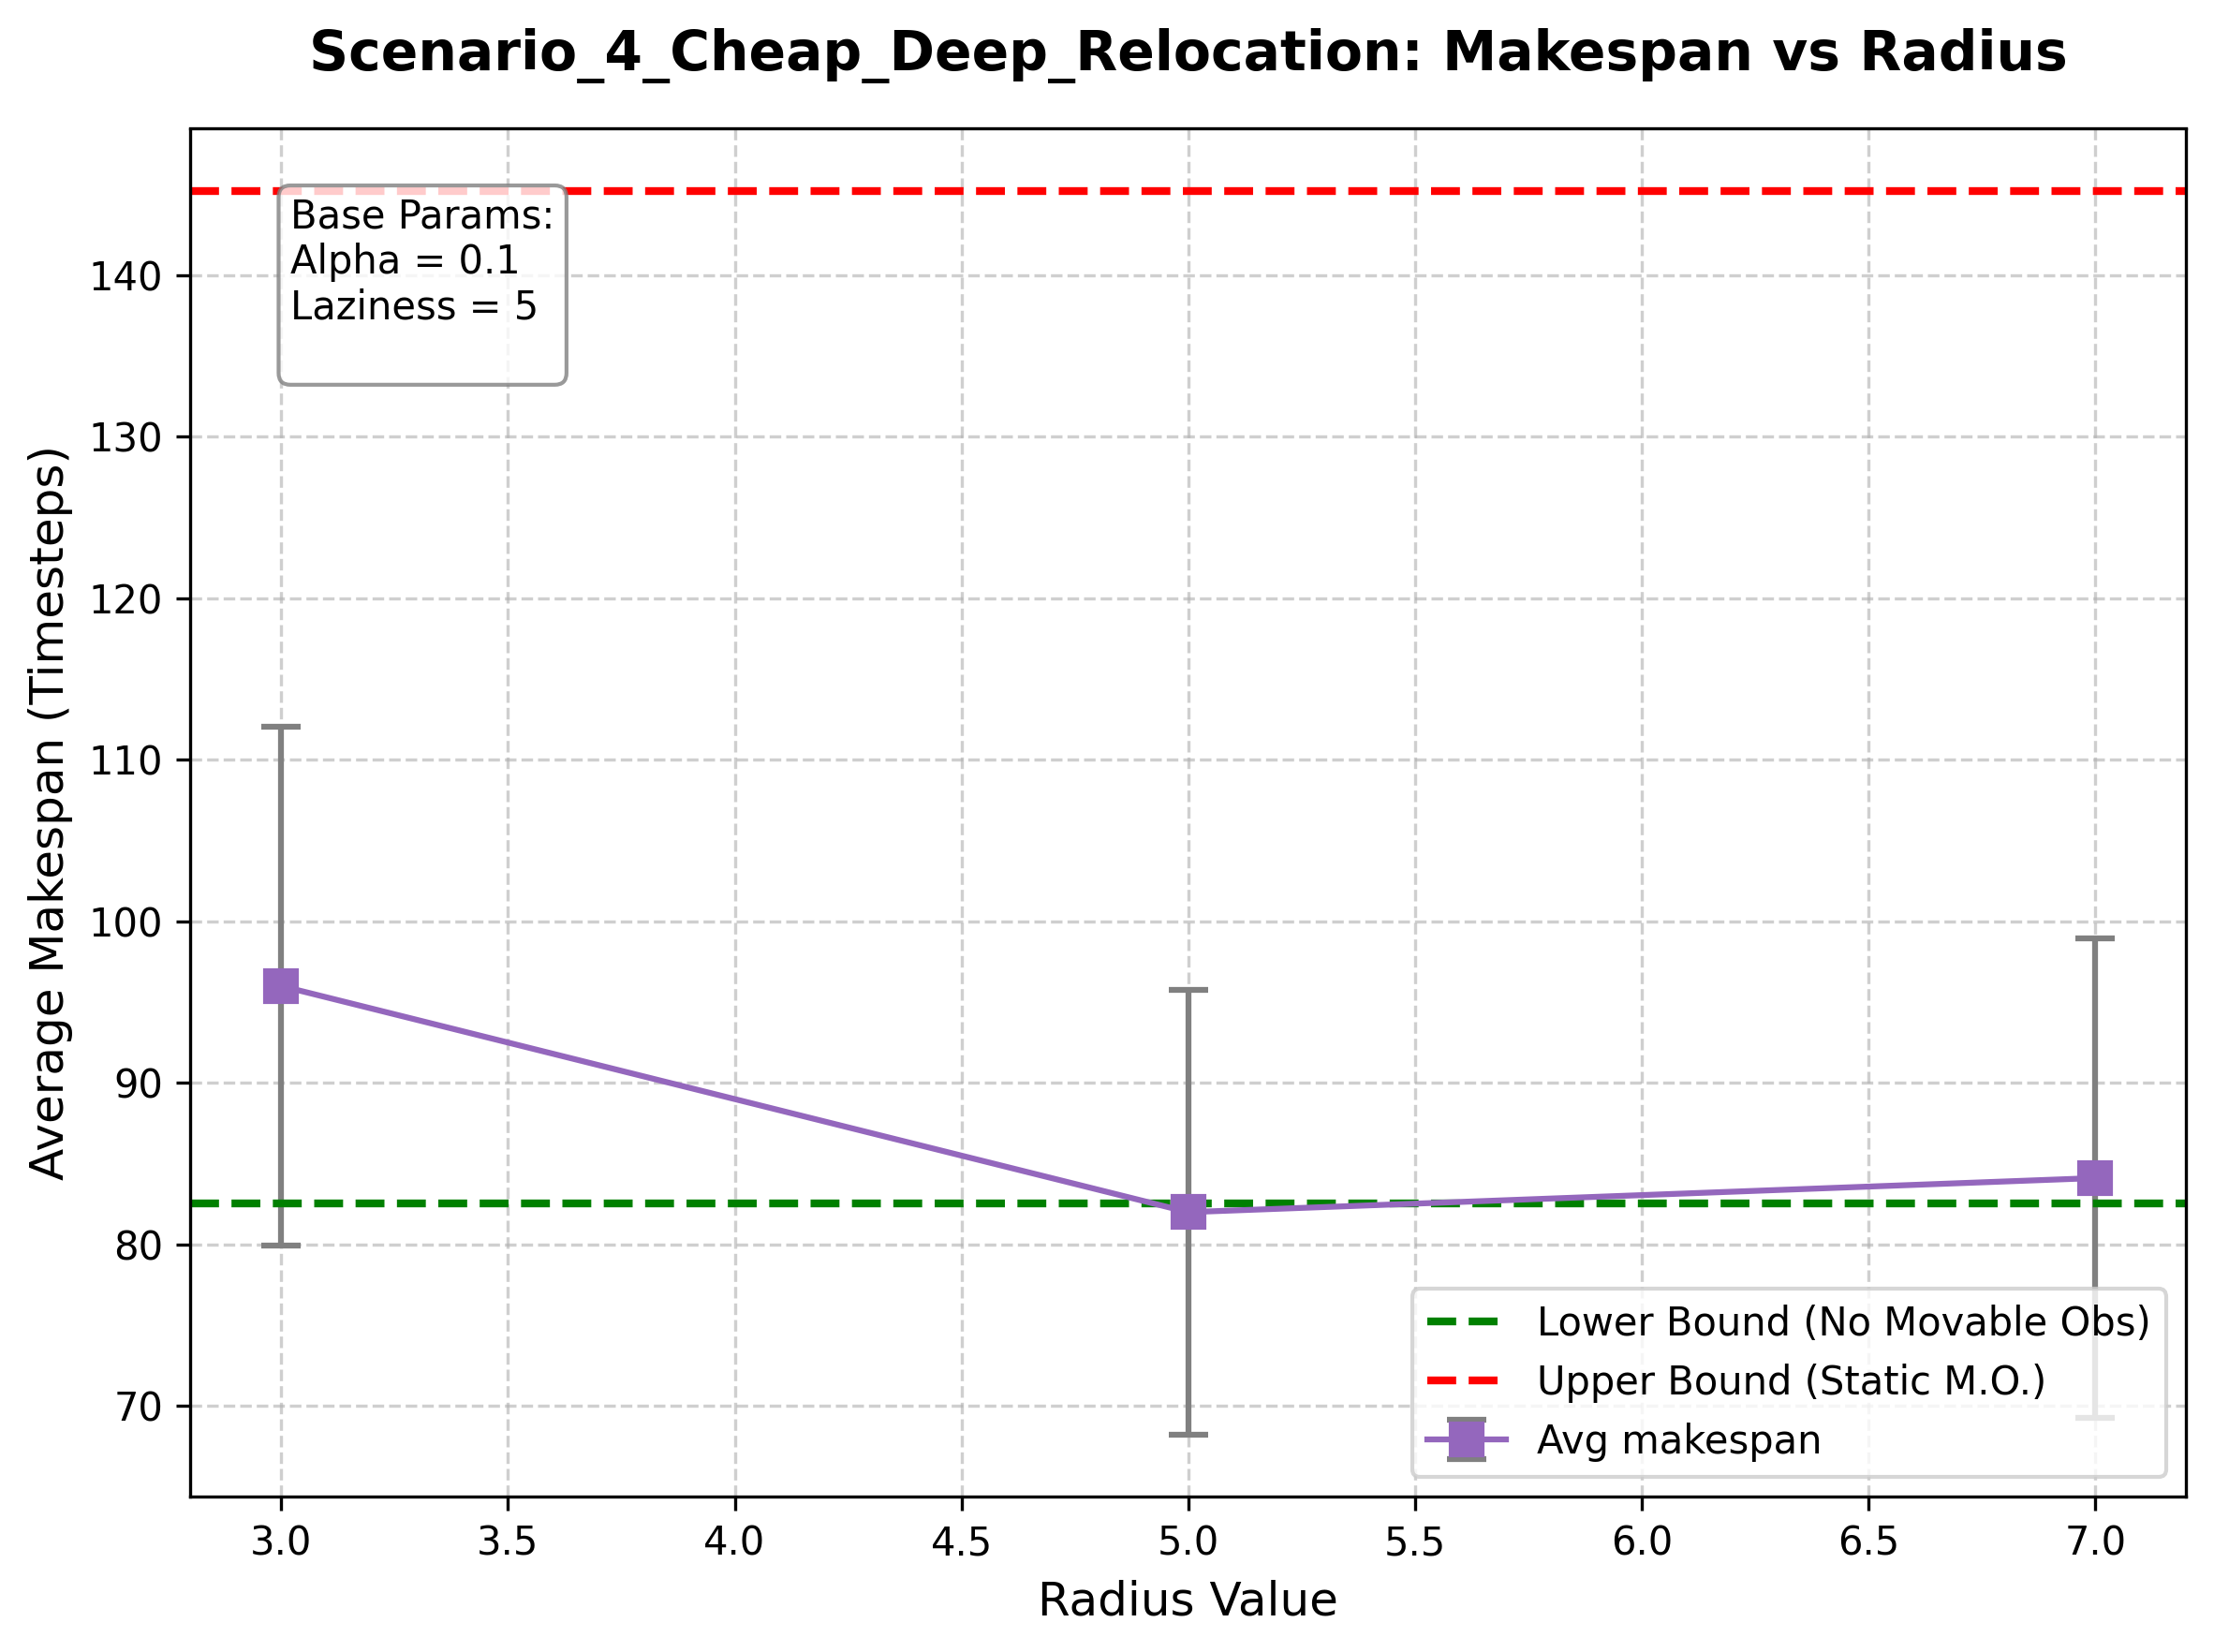 Scenario_4_Cheap_Deep_Relocation: Makespan vs Radius
Base Params:
Alpha = 0.1
Laziness = 5
Average Makespan (Timesteps)
140
130
120
110
100
90
80
70
Lower Bound (No Movable Obs)
Upper Bound (Static M.O.)
Avg makespan
3.0 3.5 4.0 4.5 5.0 5.5 6.0 6.5 7.0
Radius Value